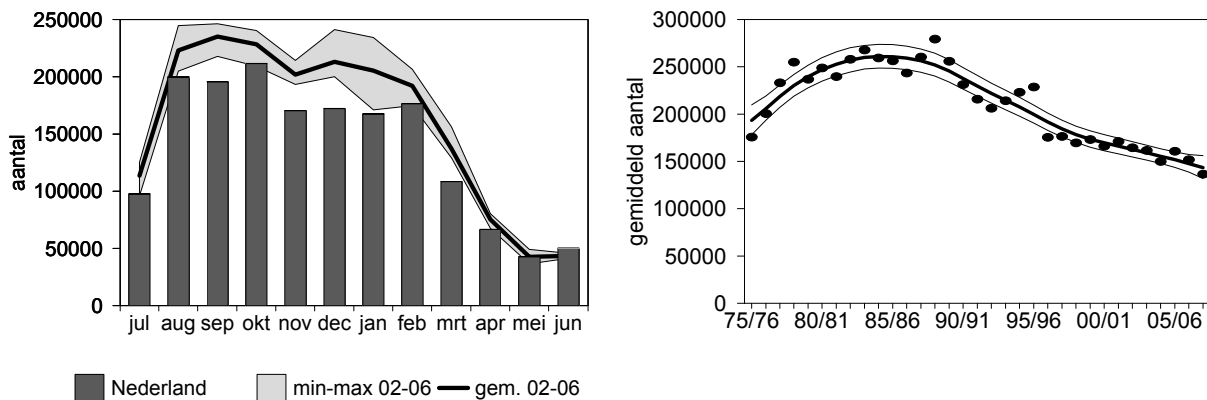 250000
200000
150000
100000
50000
0
aantal
jul aug sep okt nov dec jan feb mrt apr mei jun
Nederland min-max 02-06 gem. 02-06
300000
250000
200000
150000
100000
50000
0
gemiddeld aantal
75/76 80/81 85/86 90/91 95/96 00/01 05/06